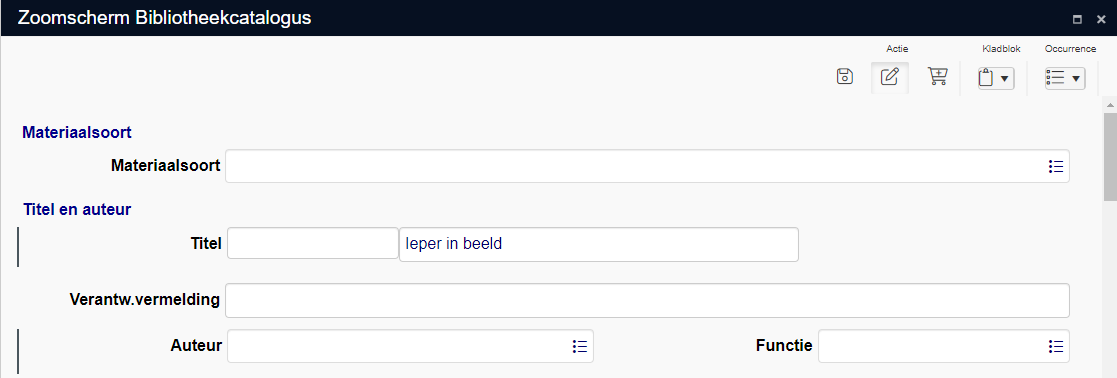 Zoomscherm Bibliotheekcatalogus
Actie Kladblok Occurrence
Materiaalsoort
Materiaalsoort
Titel en auteur
Titel Ieper in beeld
Verantw.vermelding
Auteur Functie